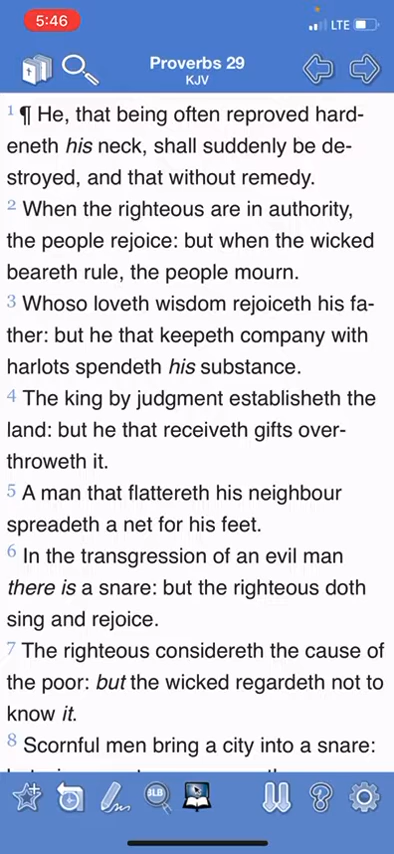 5:46
LTE
Proverbs 29
KJV
1 ¶ He, that being often reproved hard-
eneth his neck, shall suddenly be de-
stroyed, and that without remedy.
2 When the righteous are in authority,
the people rejoice: but when the wicked
beareth rule, the people mourn.
3 Whoso loveth wisdom rejoiceth his fa-
ther: but he that keepeth company with
harlots spendeth his substance.
4 The king by judgment establisheth the
land: but he that receiveth gifts over-
throweth it.
5 A man that flattereth his neighbour
spreadeth a net for his feet.
6 In the transgression of an evil man
there is a snare: but the righteous doth
sing and rejoice.
7 The righteous considereth the cause of
the poor: but the wicked regardeth not to
know it.
8 Scornful men bring a city into a snare:
BLB